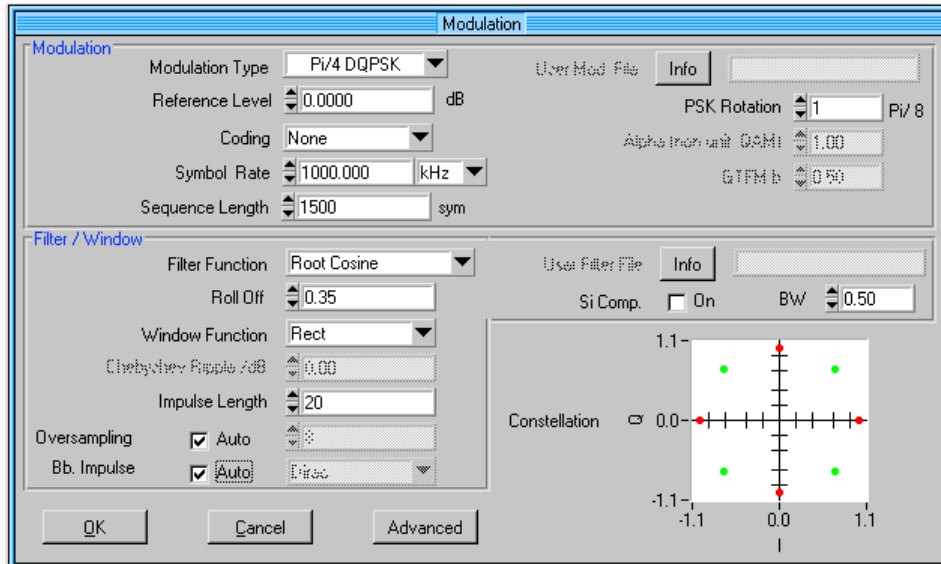 Modulation
Modulation
Modulation Type Pi/4 DQPSK
User Mod. File Info
Reference Level 0.0000 dB
PSK Rotation 1 Pi/ 8
Coding None
Alpha (non-unit. QAM) 1.00
Symbol Rate 1000.000 kHz
GTFM b 0.50
Sequence Length 1500 sym
Filter / Window
Filter Function Root Cosine
User Filter File Info
Roll Off 0.35
Si Comp. On BW 0.50
Window Function Rect
Chebychev Ripple /dB 0.00
Impulse Length 20
Oversampling Auto 8
Bb. Impulse Auto Dirac
Constellation
Q
1.1
0.0
-1.1
-1.1 0.0 1.1
I
OK Cancel Advanced